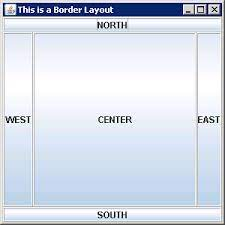 This is a Border Layout
NORTH
WEST CENTER EAST
SOUTH